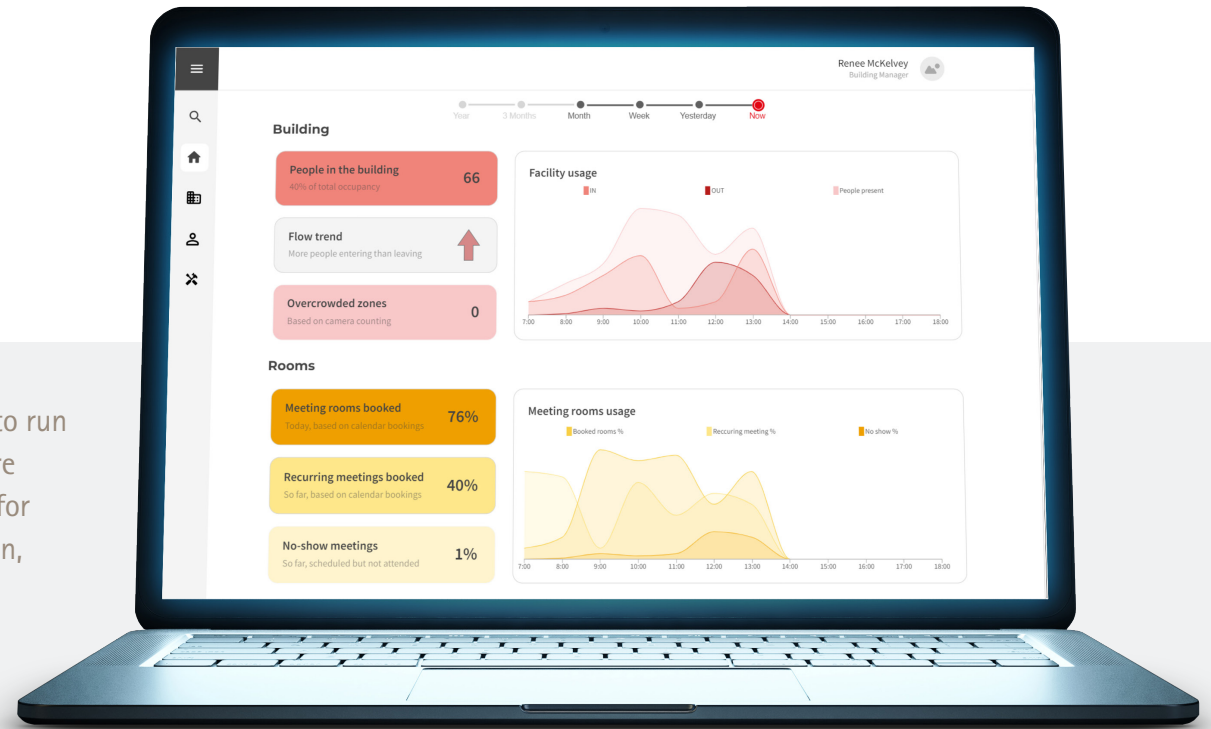 Renee McKelvey
Building Manager
Year
3 Months
Month
Week
Yesterday
Now
Building
People in the building
40% of total occupancy
66
Flow trend
More people entering than leaving
Overcrowded zones
Based on camera counting
0
Facility usage
IN
OUT
People present
7:00 8:00 9:00 10:00 11:00 12:00 13:00 14:00 15:00 16:00 17:00 18:00
Rooms
Meeting rooms booked
Today, based on calendar bookings
76%
Recurring meetings booked
So far, based on calendar bookings
40%
No-show meetings
So far, scheduled but not attended
1%
Meeting rooms usage
Booked rooms %
Reccuring meeting %
No show %
7:00 8:00 9:00 10:00 11:00 12:00 13:00 14:00 15:00 16:00 17:00 18:00
to run
for